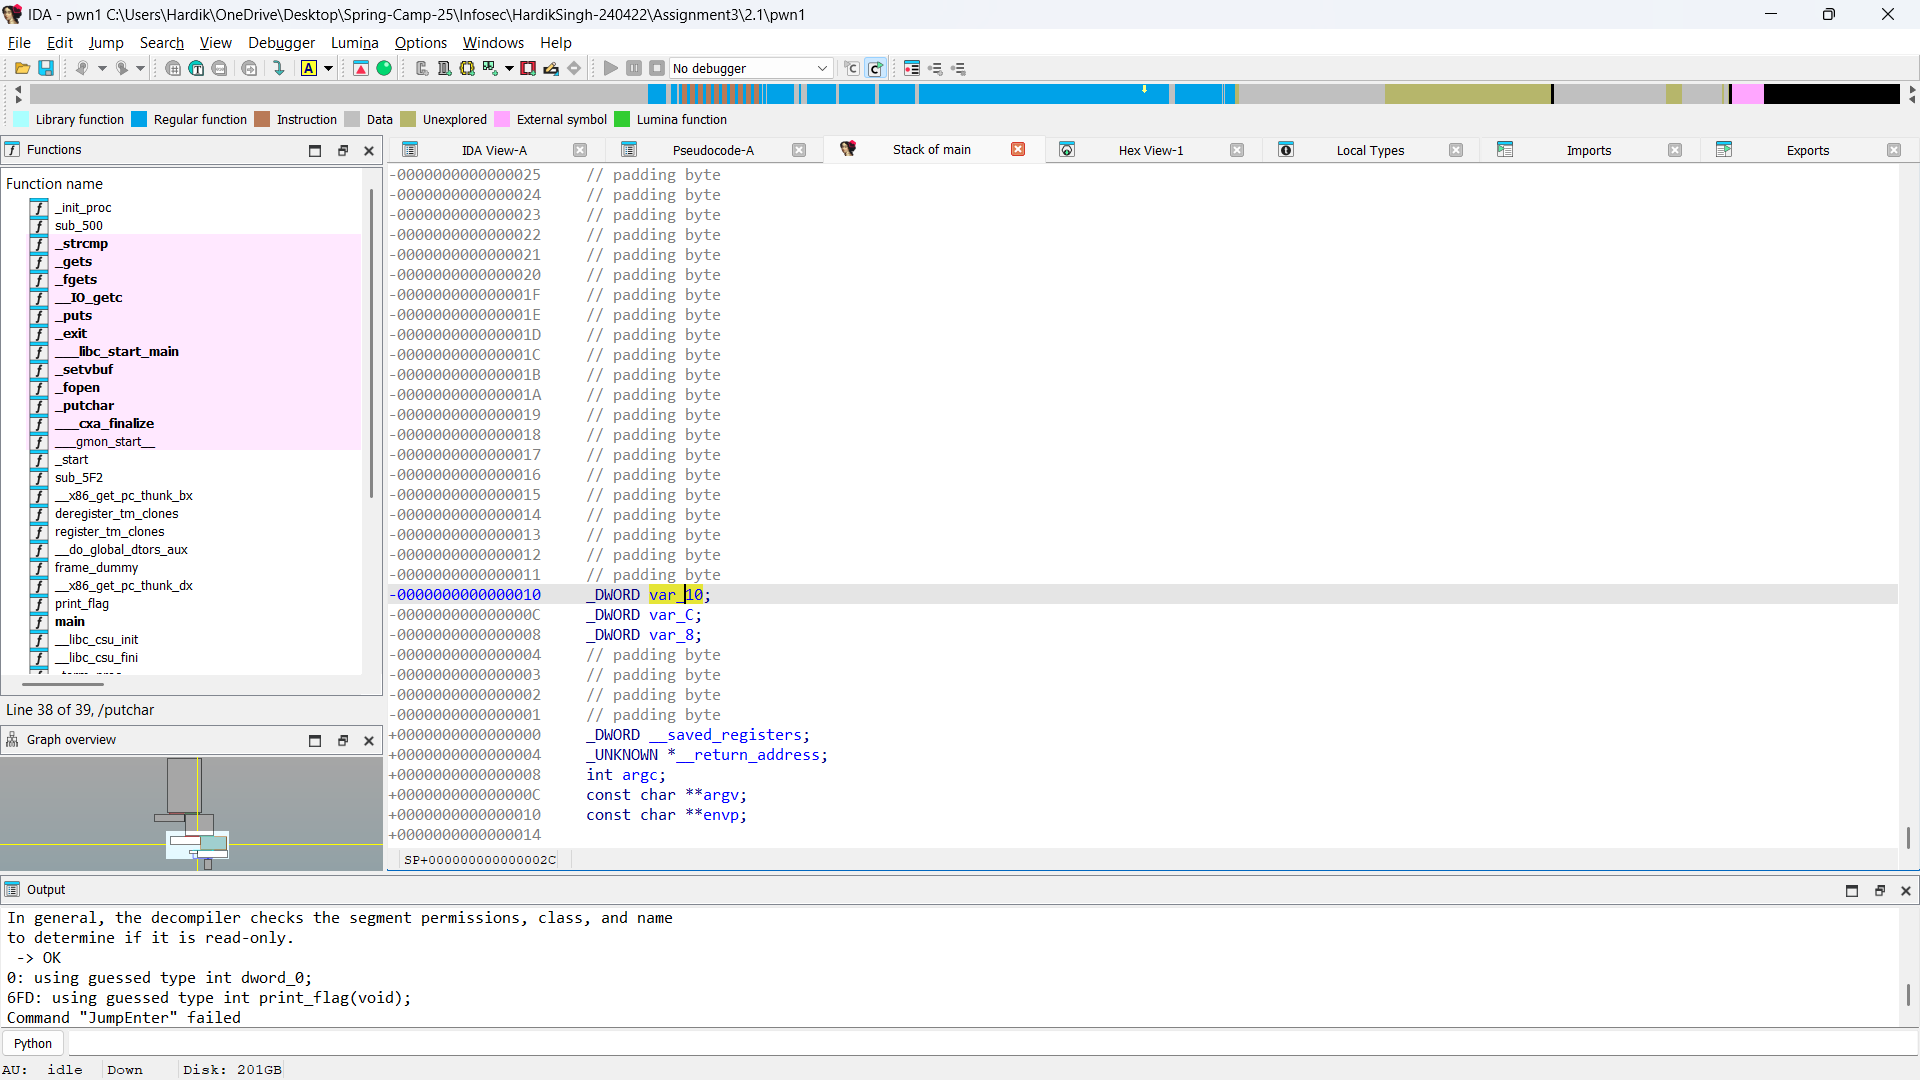 IDA - pwn1 C:\Users\Hardik\OneDrive\Desktop\Spring-Camp-25\Infosec\HardikSingh-240422\Assignment3\2.1\pwn1
File Edit Jump Search View Debugger Lumina Options Windows Help
No debugger
Library function Regular function Instruction Data Unexplored External symbol Lumina function
Functions
Function name
_init_proc
sub_500
_strcmp
_gets
_fgets
__IO_getc
_puts
_exit
___libc_start_main
_setvbuf
_fopen
_putchar
___cxa_finalize
___gmon_start__
_start
sub_5F2
__x86_get_pc_thunk_bx
deregister_tm_clones
register_tm_clones
__do_global_dtors_aux
frame_dummy
__x86_get_pc_thunk_dx
print_flag
main
__libc_csu_init
__libc_csu_fini
Line 38 of 39, /putchar
Graph overview
IDA View-A Pseudocode-A Stack of main Hex View-1 Local Types Imports Exports
-0000000000000025 // padding byte
-0000000000000024 // padding byte
-0000000000000023 // padding byte
-0000000000000022 // padding byte
-0000000000000021 // padding byte
-0000000000000020 // padding byte
-000000000000001F // padding byte
-000000000000001E // padding byte
-000000000000001D // padding byte
-000000000000001C // padding byte
-000000000000001B // padding byte
-000000000000001A // padding byte
-0000000000000019 // padding byte
-0000000000000018 // padding byte
-0000000000000017 // padding byte
-0000000000000016 // padding byte
-0000000000000015 // padding byte
-0000000000000014 // padding byte
-0000000000000013 // padding byte
-0000000000000012 // padding byte
-0000000000000011 // padding byte
-0000000000000010 _DWORD var_10;
-000000000000000C _DWORD var_C;
-0000000000000008 _DWORD var_8;
-0000000000000004 // padding byte
-0000000000000003 // padding byte
-0000000000000002 // padding byte
-0000000000000001 // padding byte
+0000000000000000 _DWORD __saved_registers;
+0000000000000004 _UNKNOWN *__return_address;
+0000000000000008 int argc;
+000000000000000C const char **argv;
+0000000000000010 const char **envp;
+0000000000000014
SP+000000000000002C
Output
In general, the decompiler checks the segment permissions, class, and name
to determine if it is read-only.
-> OK
0: using guessed type int dword_0;
6FD: using guessed type int print_flag(void);
Command "JumpEnter" failed
Python
AU: idle Down Disk: 201GB